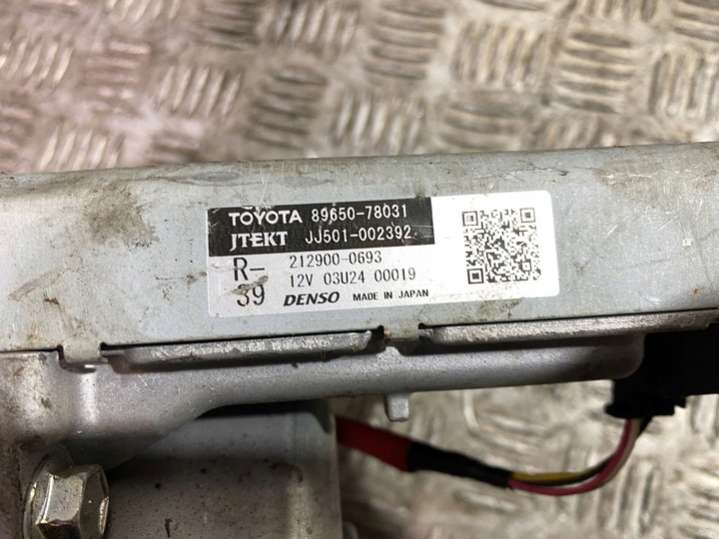 TOYOTA 89650-78031
JTEKT JJ501-002392
R- 212900-0693
12V 03U24 00019
39 DENSO MADE IN JAPAN